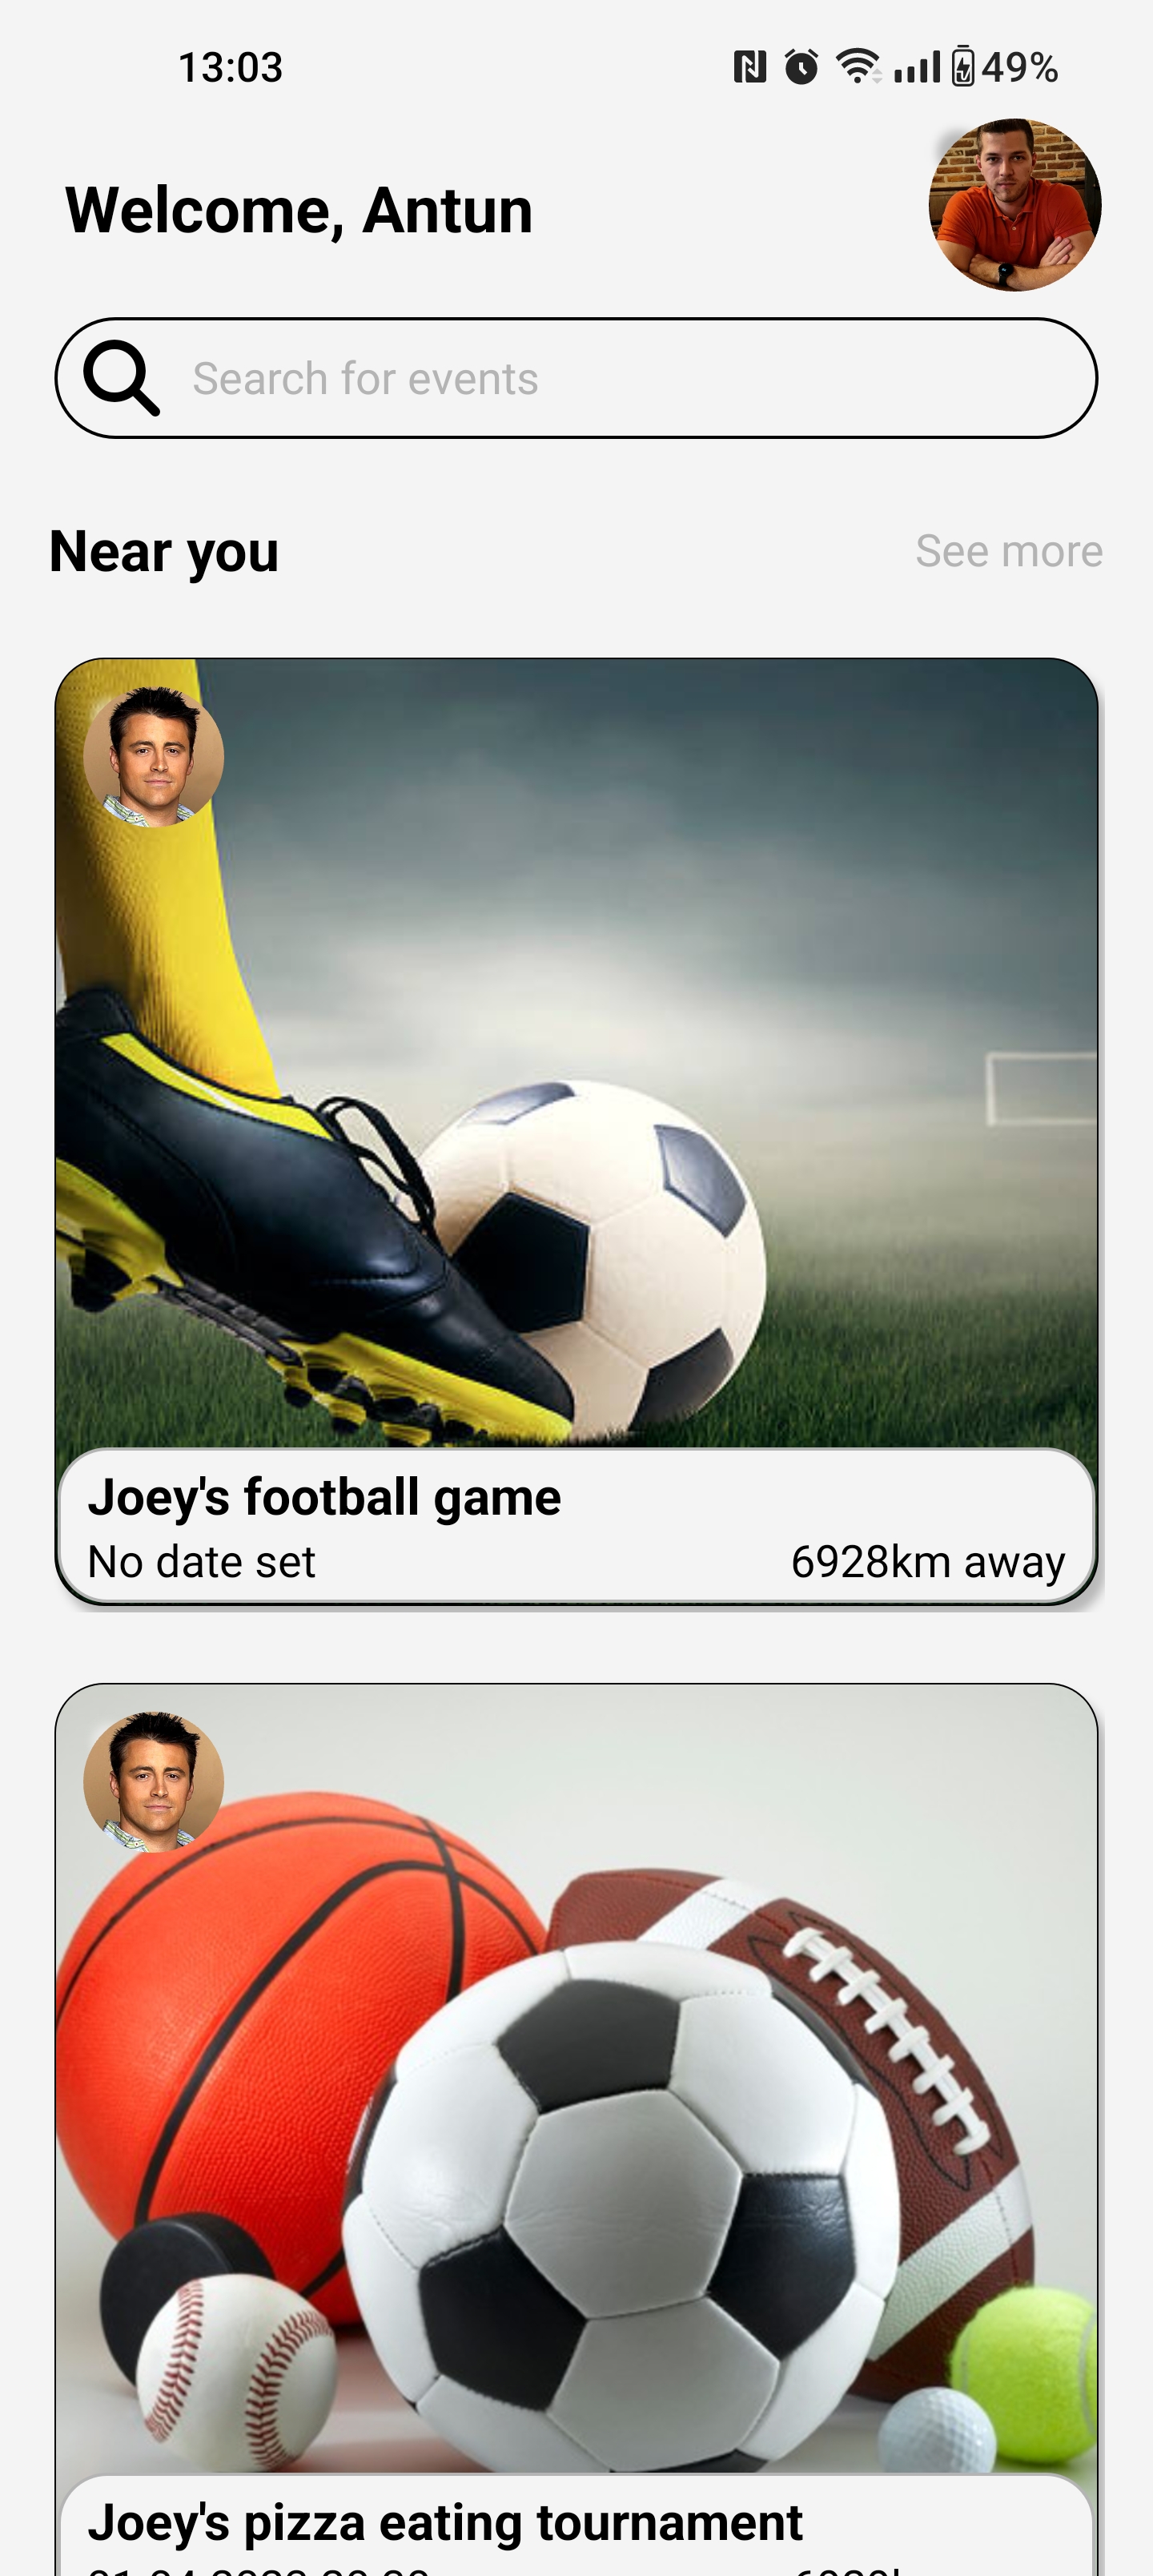 13:03 49%
Welcome, Antun
Search for events
Near you See more
Joey's football game
No date set 6928km away
Joey's pizza eating tournament